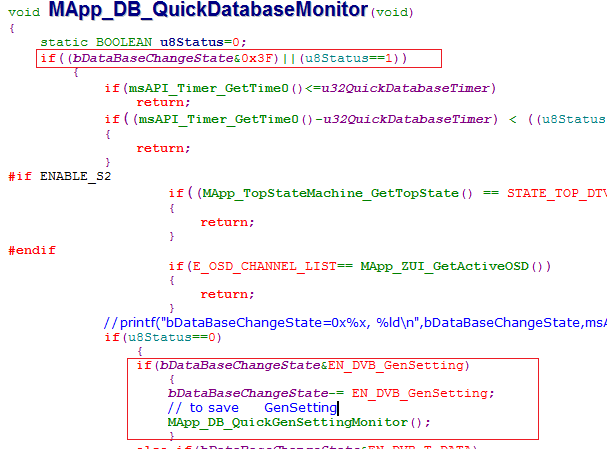 void MApp_DB_QuickDatabaseMonitor(void)
{
static BOOLEAN u8Status=0;
if((bDataBaseChangeState&0x3F)||(u8Status==1))
{
if(msAPI_Timer_GetTime0()<=u32QuickDatabaseTimer)
return;
if((msAPI_Timer_GetTime0()-u32QuickDatabaseTimer) < ((u8Status
{
return;
}
#if ENABLE_S2
if((MApp_TopStateMachine_GetTopState() == STATE_TOP_DTV
{
return;
}
#endif
if(E_OSD_CHANNEL_LIST== MApp_ZUI_GetActiveOSD())
{
return;
}
//printf("bDataBaseChangeState=0x%x, %ld\n",bDataBaseChangeState,msA
if(u8Status==0)
{
if(bDataBaseChangeState&EN_DVB_GenSetting)
{
bDataBaseChangeState-= EN_DVB_GenSetting;
// to save GenSetting
MApp_DB_QuickGenSettingMonitor();
}
else if(bDataBaseChangeState&EN_DVB_T_DATA)